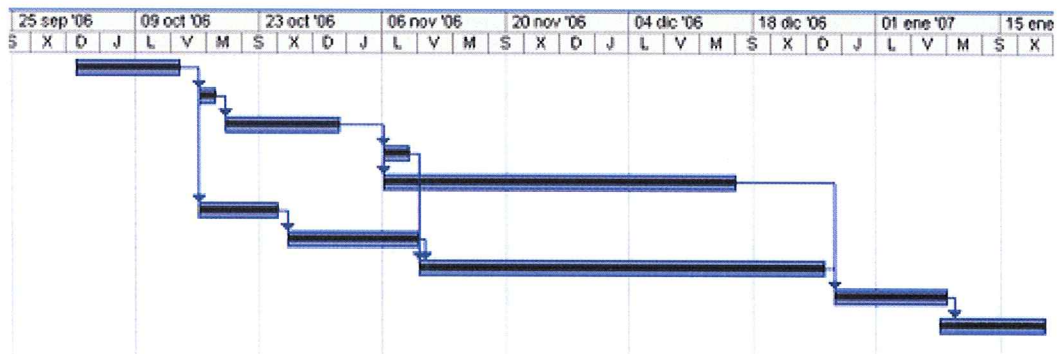 25 sep '06 09 oct '06 23 oct '06 06 nov '06 20 nov '06 04 dic '06 18 dic '06 01 ene '07 15 ene
S X D J L V M S X D J L V M S X D J L V M S X D J L V M S X